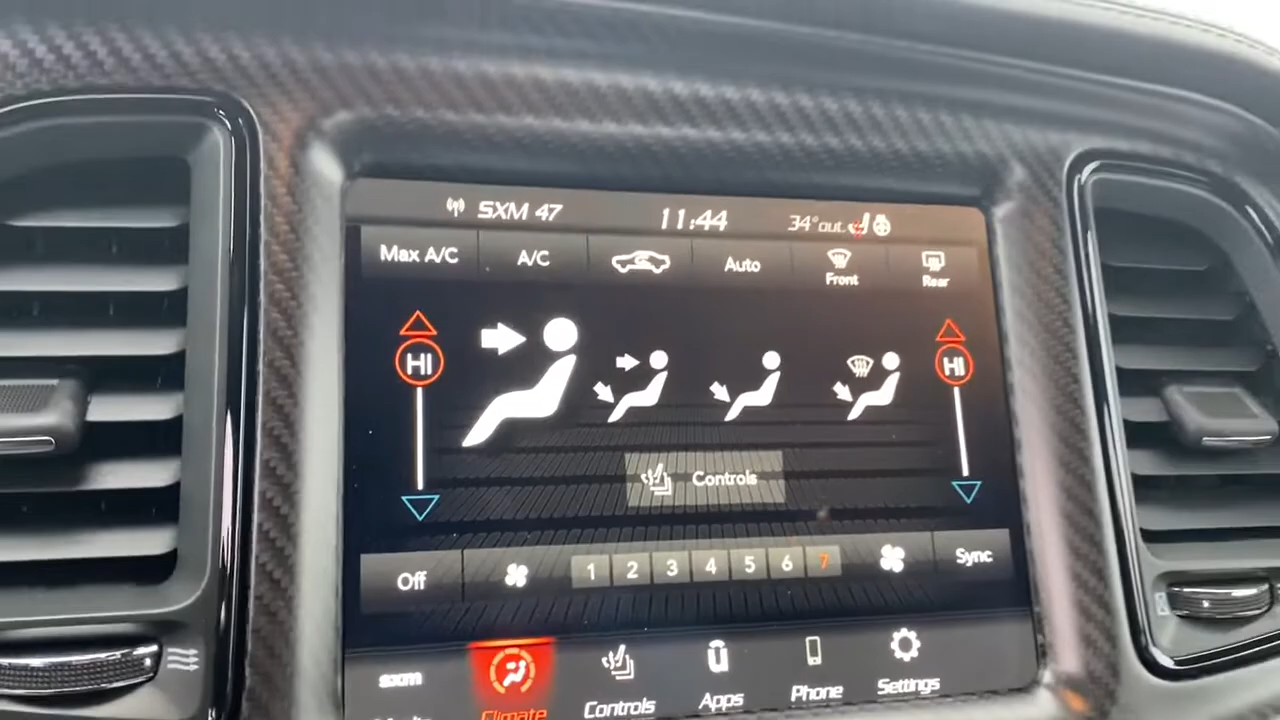 SXM 47 11:44 34° out.
Max A/C A/C Auto Front Rear
HI HI
Controls
Off 1 2 3 4 5 6 7 Sync
sxm
Climate Controls Apps Phone Settings